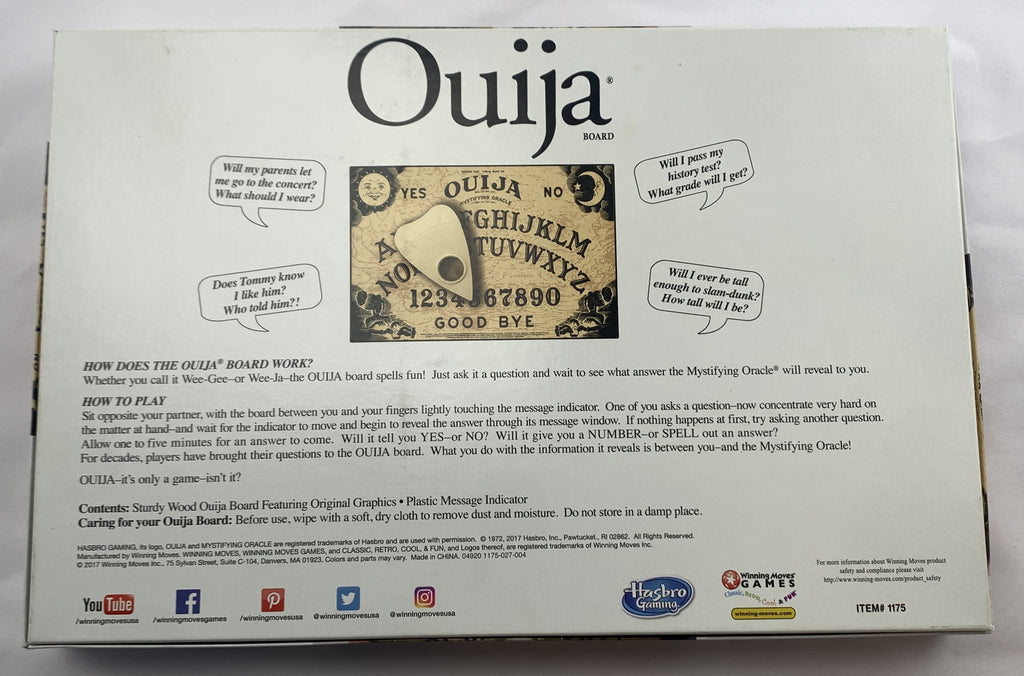 Ouija®
BOARD
Will my parents let
me go to the concert?
What should I wear?
Will I pass my
history test?
What grade will I get?
YES OUIJA NO
MYSTIFYING ORACLE
A FGHIJKLM
NO TUVWXYZ
1234 67890
GOOD BYE
Does Tommy know
I like him?
Who told him?!
Will I ever be tall
enough to slam-dunk?
How tall will I be?
HOW DOES THE OUIJA® BOARD WORK?
Whether you call it Wee-Gee–or Wee-Ja–the OUIJA board spells fun! Just ask it a question and wait to see what answer the Mystifying Oracle® will reveal to you.
HOW TO PLAY
Sit opposite your partner, with the board between you and your fingers lightly touching the message indicator. One of you asks a question–now concentrate very hard on
the matter at hand–and wait for the indicator to move and begin to reveal the answer through its message window. If nothing happens at first, try asking another question.
Allow one to five minutes for an answer to come. Will it tell you YES–or NO? Will it give you a NUMBER–or SPELL out an answer?
For decades, players have brought their questions to the OUIJA board. What you do with the information it reveals is between you–and the Mystifying Oracle!
OUIJA–it's only a game–isn't it?
Contents: Sturdy Wood Ouija Board Featuring Original Graphics • Plastic Message Indicator
Caring for your Ouija Board: Before use, wipe with a soft, dry cloth to remove dust and moisture. Do not store in a damp place.
HASBRO GAMING, its logo, OUIJA and MYSTIFYING ORACLE are registered trademarks of Hasbro and are used with permission. © 1972, 2017 Hasbro, Inc., Pawtucket, RI 02862. All Rights Reserved.
Manufactured by Winning Moves. WINNING MOVES, WINNING MOVES GAMES, and CLASSIC, RETRO, COOL, & FUN, and Logos thereof, are registered trademarks of Winning Moves Inc.
© 2017 Winning Moves Inc., 75 Sylvan Street, Suite C-104, Danvers, MA 01923. Colors and parts may vary. Made in CHINA. 04920 1175-027-004
For more information about Winning Moves product
safety and compliance please visit
http://www.winning-moves.com/product_safety
YouTube
/winningmovesusa
/winningmovesgames
/winningmovesusa
@winningmovesusa
@winningmovesusa
Hasbro
Gaming
Winning Moves
GAMES
Classic, Retro, Cool & FUN
winning-moves.com
ITEM# 1175